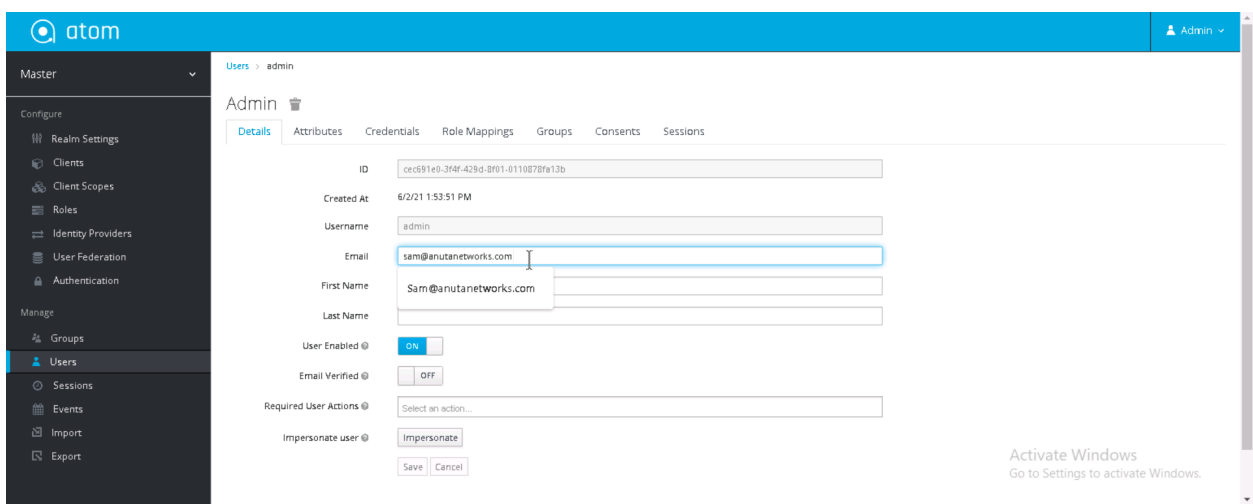 atom
Admin
Master
Users > admin
Configure
Realm Settings
Clients
Client Scopes
Roles
Identity Providers
User Federation
Authentication
Manage
Groups
Users
Sessions
Events
Import
Export
Admin
Details Attributes Credentials Role Mappings Groups Consents Sessions
ID cec691e0-3f4f-429d-8f01-0110878fa13b
Created At 6/2/21 1:53:51 PM
Username admin
Email sam@anutanetworks.com
Sam@anutanetworks.com
First Name
Last Name
User Enabled ON
Email Verified OFF
Required User Actions Select an action...
Impersonate user Impersonate
Save Cancel
Activate Windows
Go to Settings to activate Windows.